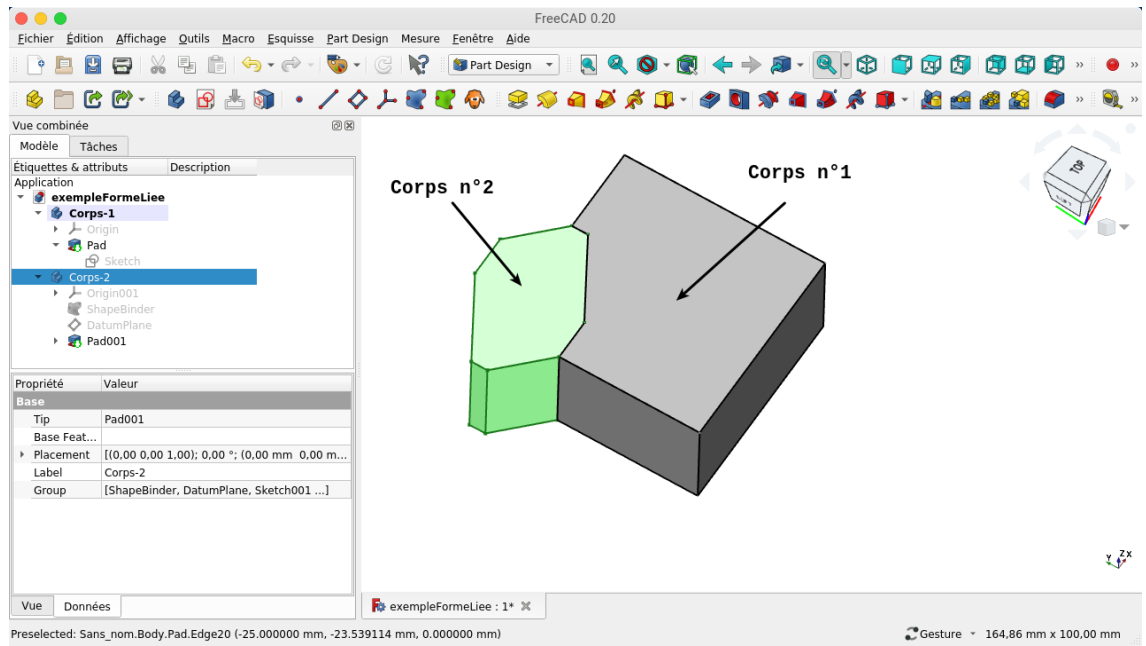 FreeCAD 0.20
Fichier Édition Affichage Outils Macro Esquisse Part Design Mesure Fenêtre Aide
Part Design
Vue combinée
Modèle Tâches
Étiquettes & attributs Description
Application
exempleFormeLiee
Corps-1
Origin
Pad
Sketch
Corps-2
Origin001
ShapeBinder
DatumPlane
Pad001
Propriété Valeur
Base
Tip Pad001
Base Feat...
Placement [(0,00 0,00 1,00); 0,00 °; (0,00 mm 0,00 m...
Label Corps-2
Group [ShapeBinder, DatumPlane, Sketch001 ...]
Vue Données
Corps n°2
Corps n°1
TOP
Y Z X
exempleFormeLiee : 1*
Preselected: Sans_nom.Body.Pad.Edge20 (-25.000000 mm, -23.539114 mm, 0.000000 mm)
Gesture 164,86 mm x 100,00 mm